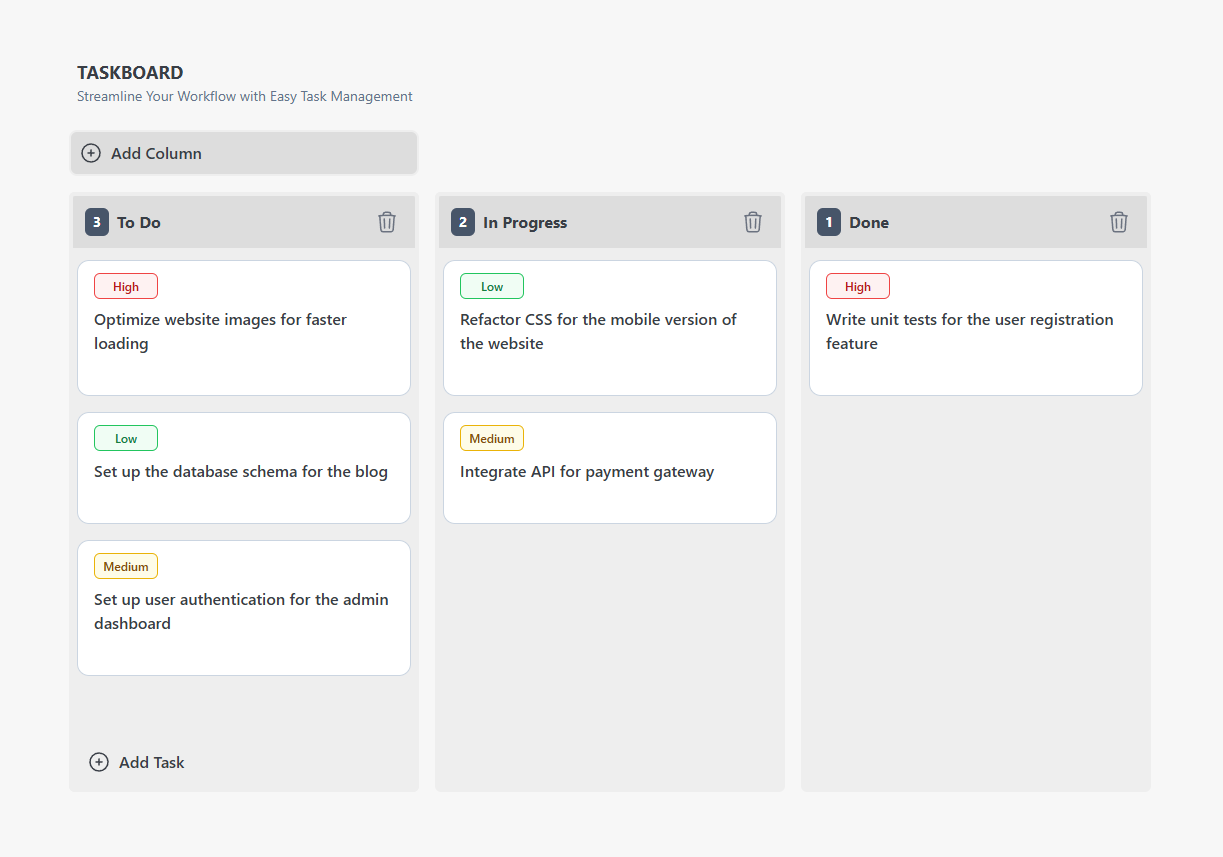 TASKBOARD
Streamline Your Workflow with Easy Task Management
Add Column
3 To Do
High
Optimize website images for faster
loading
Low
Set up the database schema for the blog
Medium
Set up user authentication for the admin
dashboard
Add Task
2 In Progress
Low
Refactor CSS for the mobile version of
the website
Medium
Integrate API for payment gateway
1 Done
High
Write unit tests for the user registration
feature